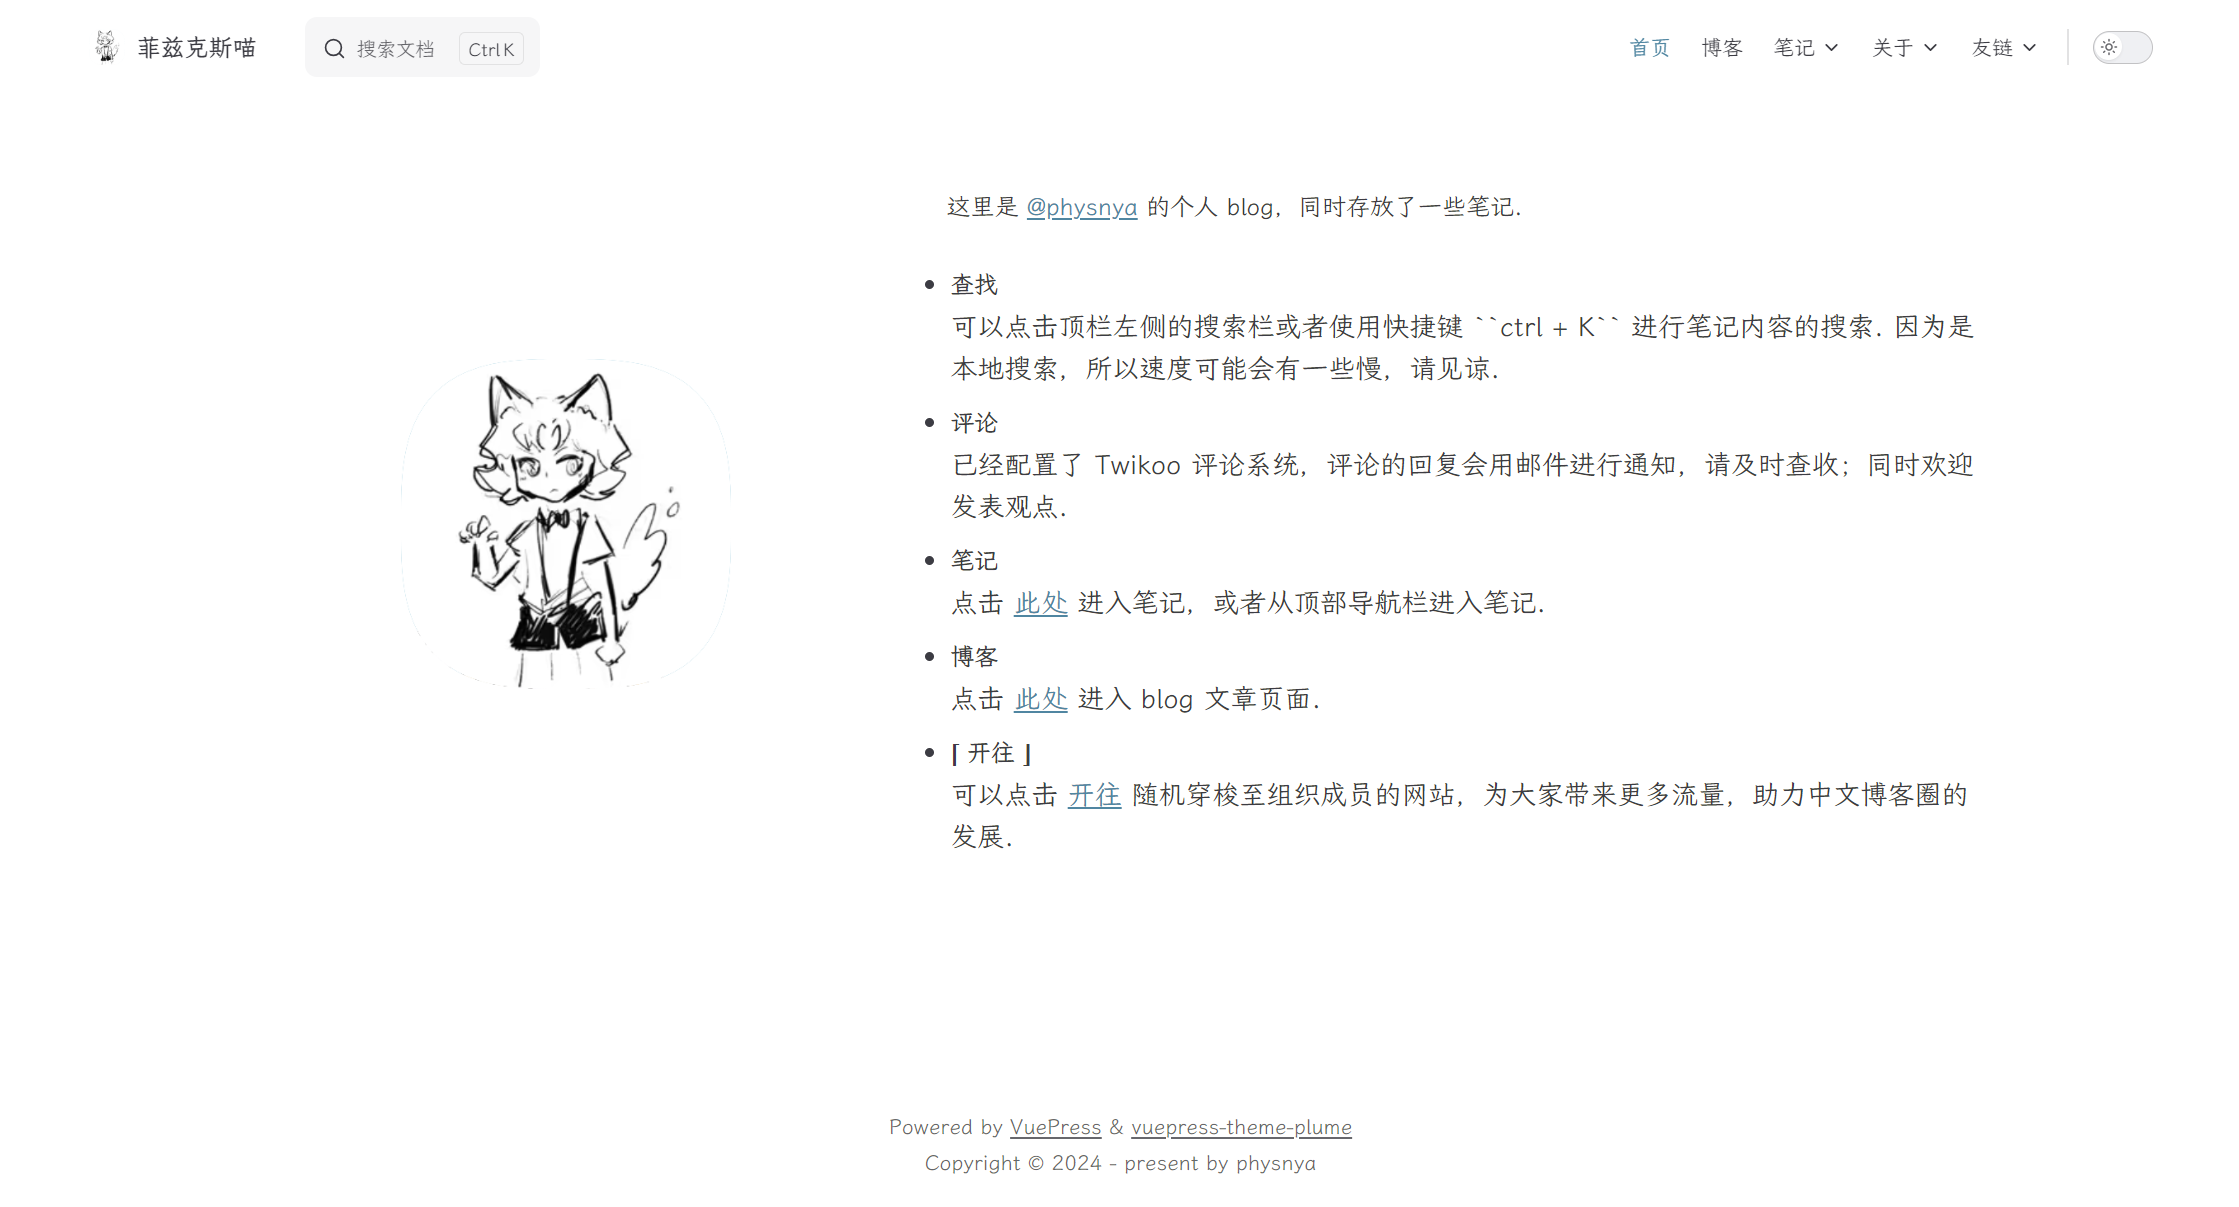 菲兹克斯喵
搜索文档 Ctrl K
首页 博客 笔记 关于 友链
这里是 @physnya 的个人 blog，同时存放了一些笔记.
查找
可以点击顶栏左侧的搜索栏或者使用快捷键 ``ctrl + K`` 进行笔记内容的搜索. 因为是
本地搜索，所以速度可能会有一些慢，请见谅.
评论
已经配置了 Twikoo 评论系统，评论的回复会用邮件进行通知，请及时查收；同时欢迎
发表观点.
笔记
点击 此处 进入笔记，或者从顶部导航栏进入笔记.
博客
点击 此处 进入 blog 文章页面.
⌈ 开往 ⌋
可以点击 开往 随机穿梭至组织成员的网站，为大家带来更多流量，助力中文博客圈的
发展.
Powered by VuePress & vuepress-theme-plume
Copyright © 2024 - present by physnya